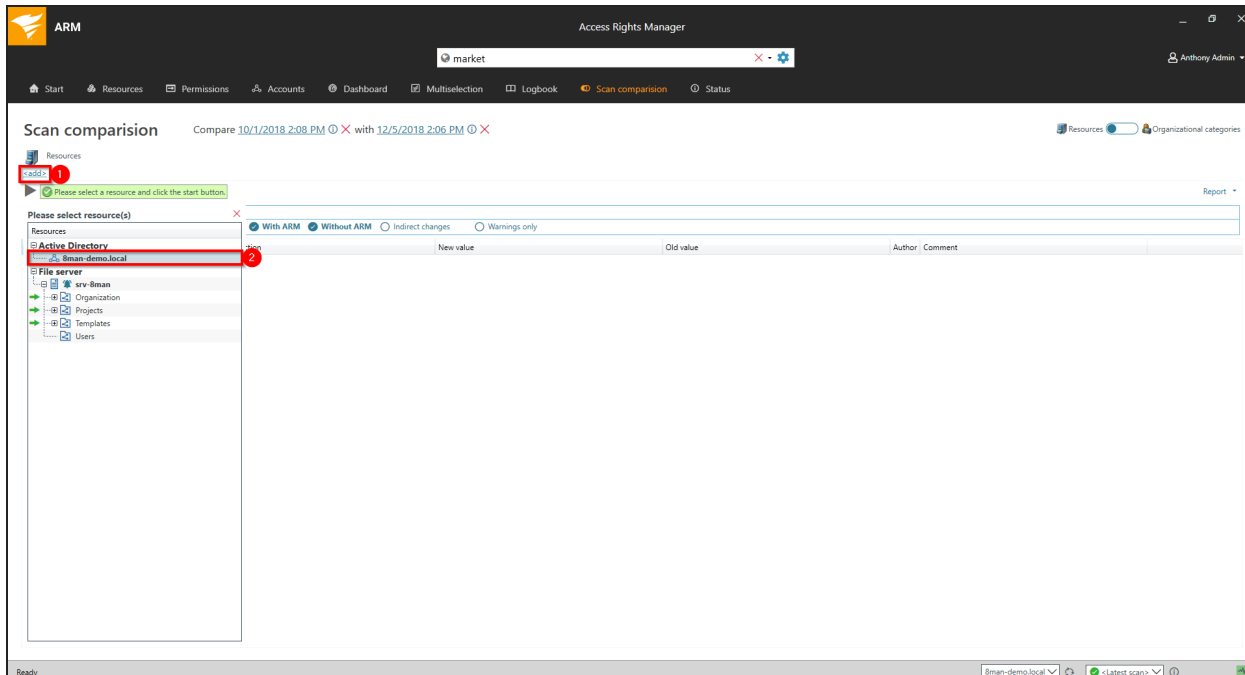 ARM
Access Rights Manager
market
Anthony Admin
Start Resources Permissions Accounts Dashboard Multiselection Logbook Scan comparision Status
Scan comparision Compare 10/1/2018 2:08 PM with 12/5/2018 2:06 PM Resources Organizational categories
Resources
<add> 1
Please select a resource and click the start button.
Report
Please select resource(s)
With ARM Without ARM Indirect changes Warnings only
Resources
Active Directory
tion New value Old value Author Comment
8man-demo.local 2
File server
srv-8man
Organization
Projects
Templates
Users
Ready 8man-demo.local <Latest scan>